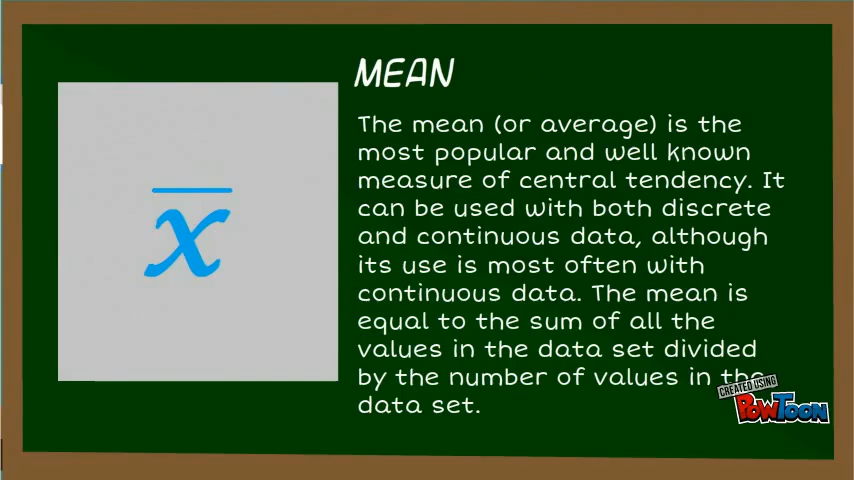 MEAN
x̅
The mean (or average) is the
most popular and well known
measure of central tendency. It
can be used with both discrete
and continuous data, although
its use is most often with
continuous data. The mean is
equal to the sum of all the
values in the data set divided
by the number of values in the
data set.
CREATED USING
POWTOON